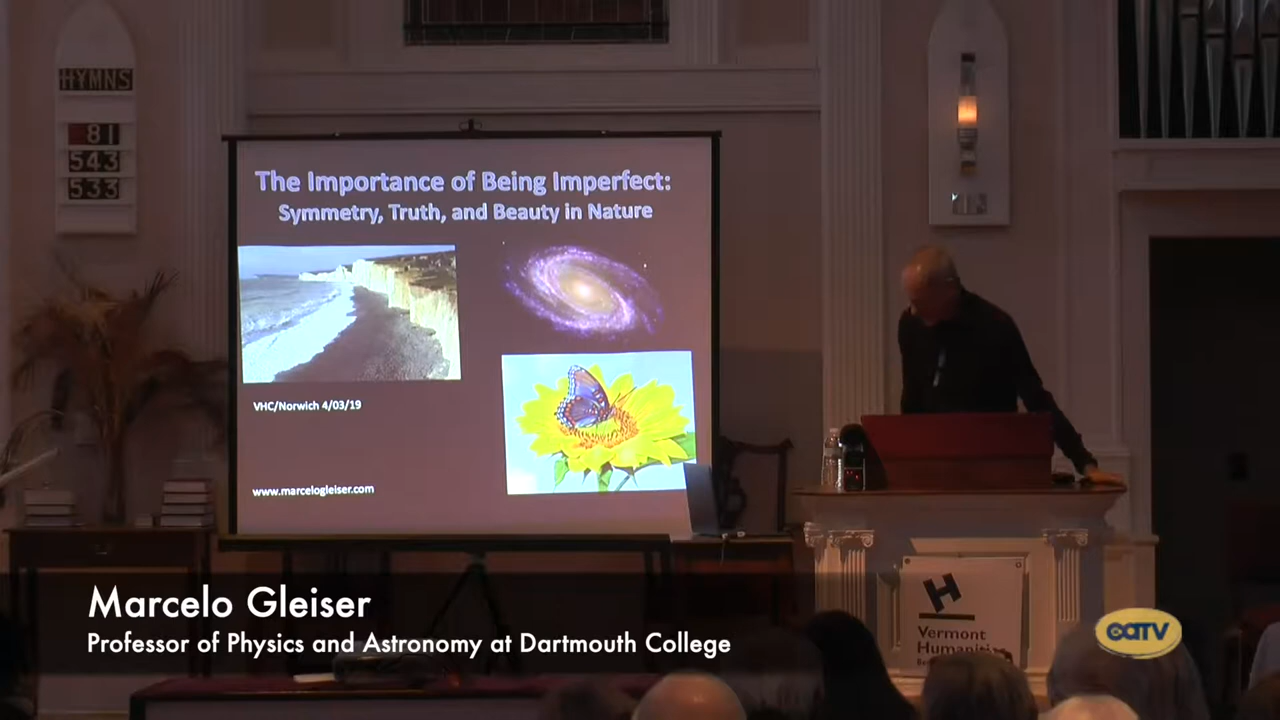 HYMNS
81
543
533
The Importance of Being Imperfect:
Symmetry, Truth, and Beauty in Nature
VHC/Norwich 4/03/19
www.marcelogleiser.com
Marcelo Gleiser
Professor of Physics and Astronomy at Dartmouth College
H
Vermont
CATV